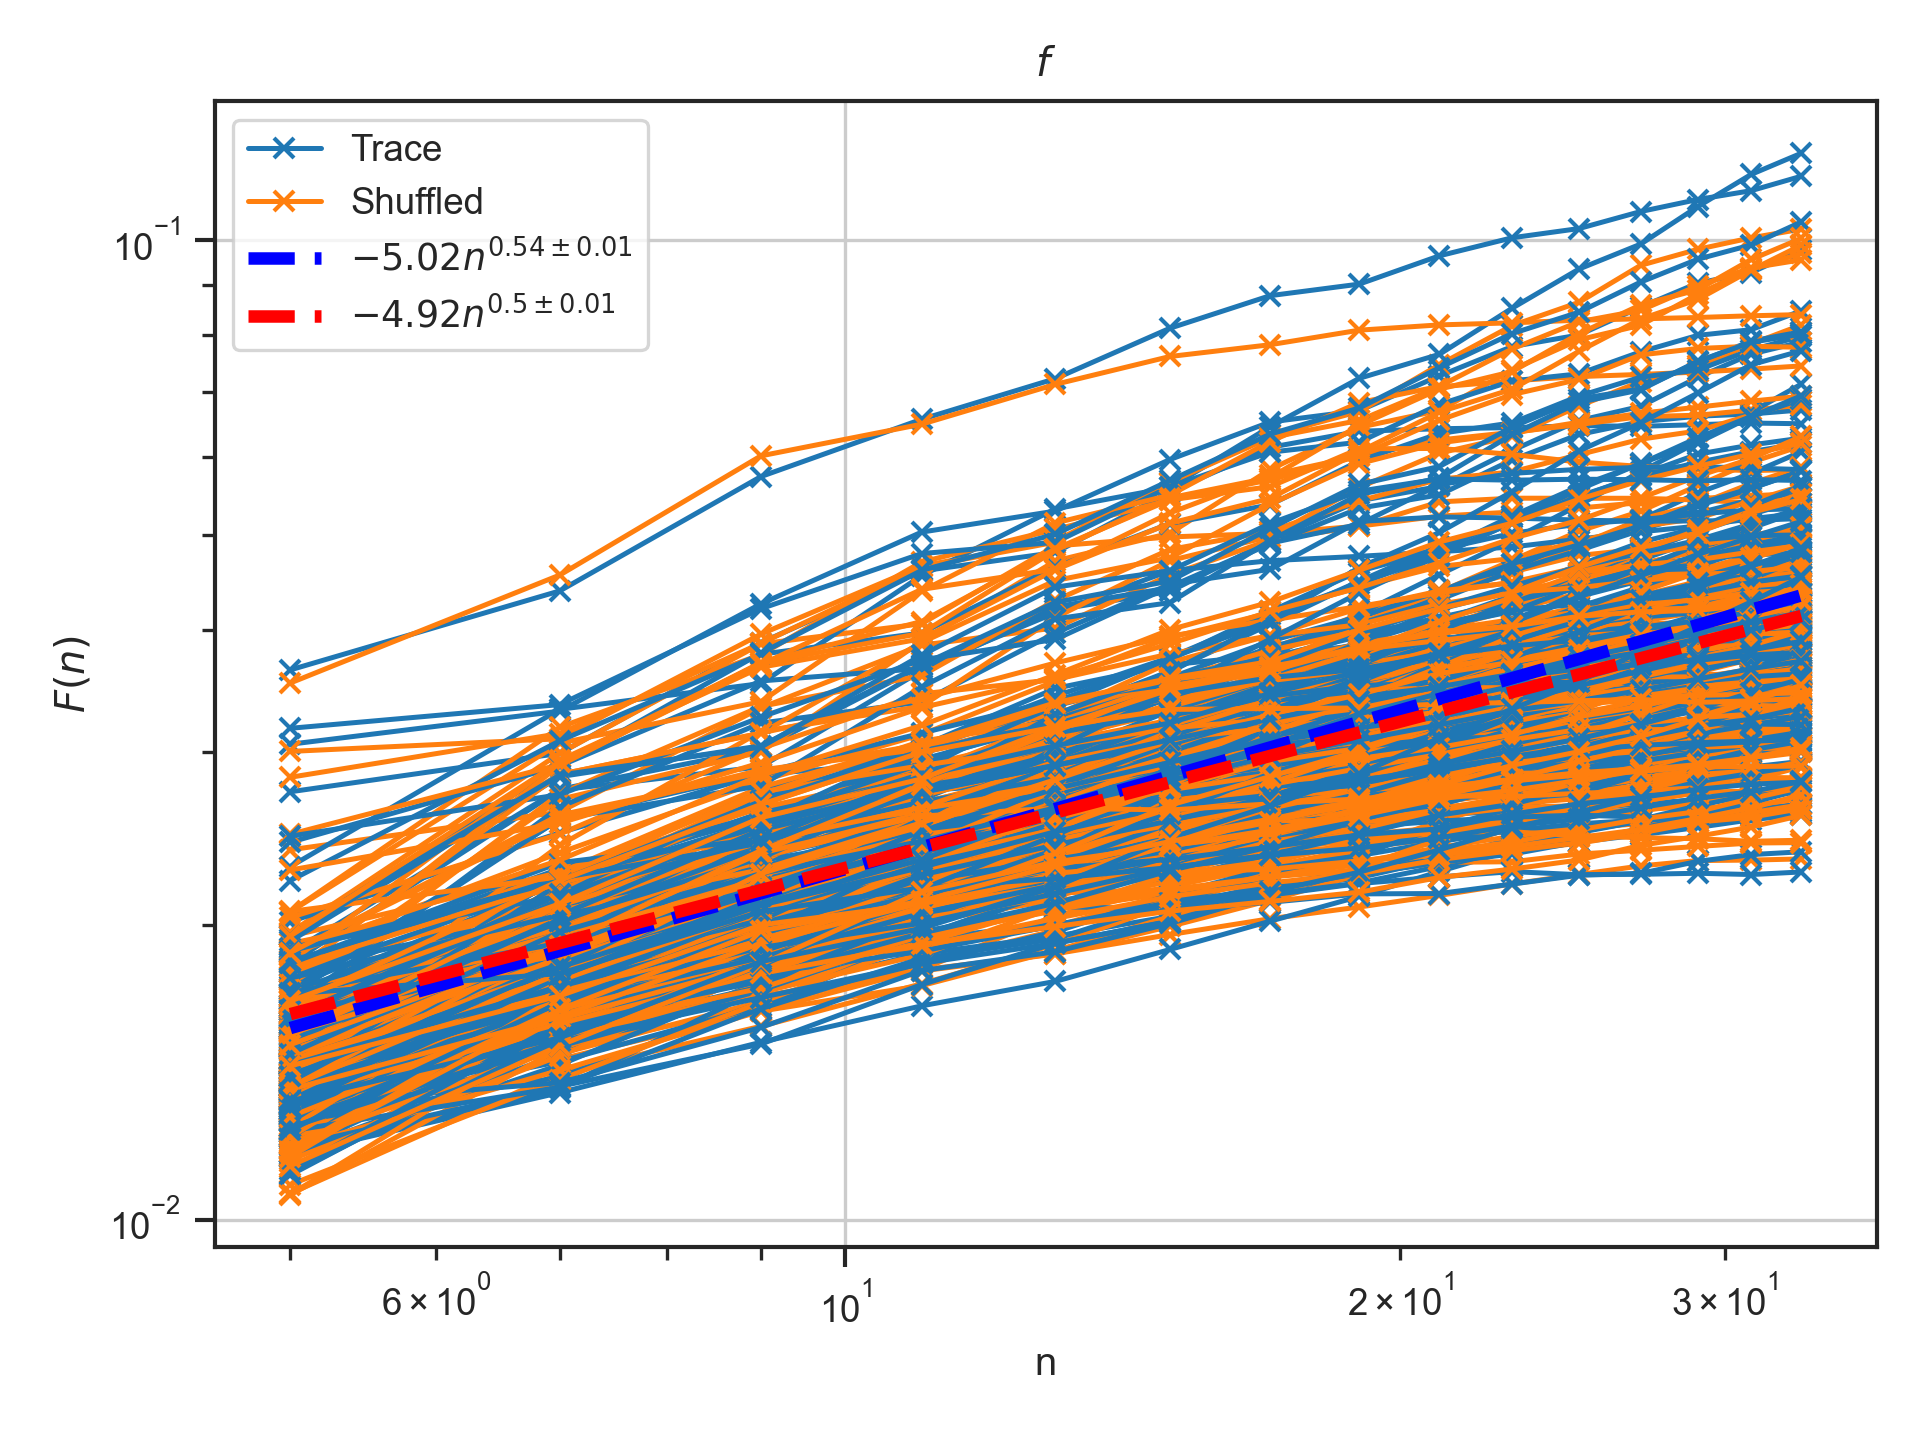 f
Trace
Shuffled
−5.02n^{0.54±0.01}
−4.92n^{0.5±0.01}
10^{−1}
10^{−2}
F(n)
6×10^0
10^1
2×10^1
3×10^1
n